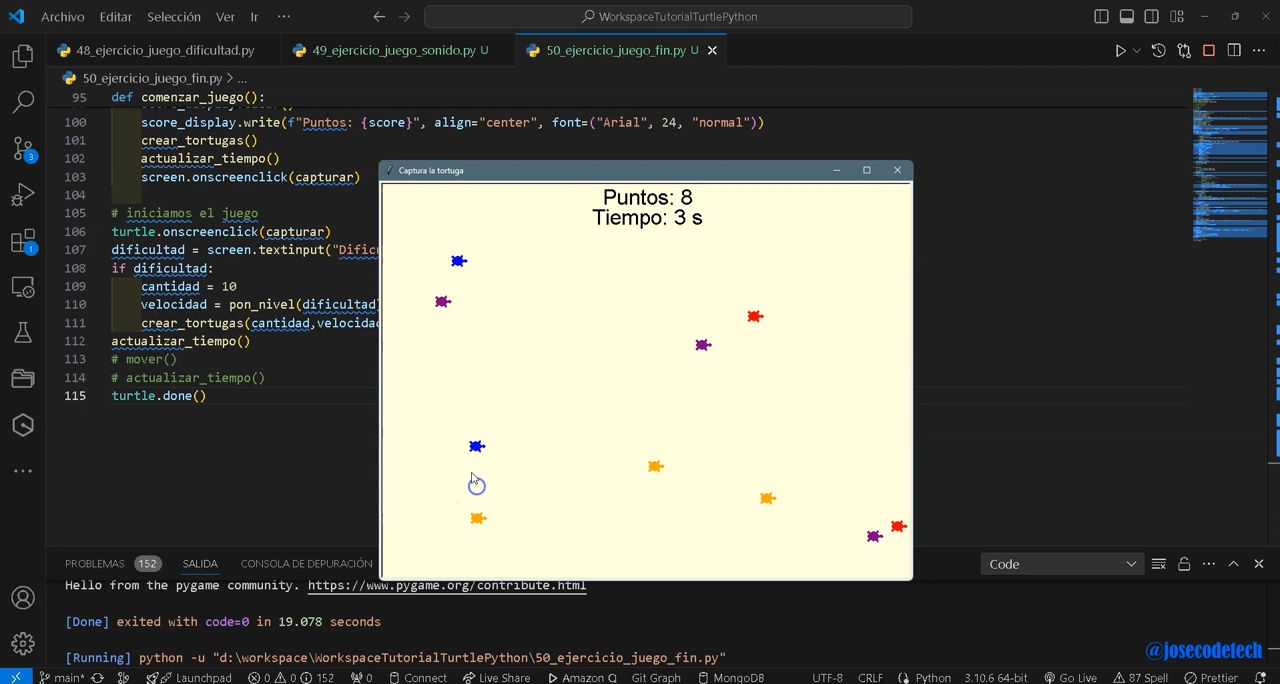 Archivo Editar Selección Ver Ir ··· WorkspaceTutorialTurtlePython
48_ejercicio_juego_dificultad.py 49_ejercicio_juego_sonido.py U 50_ejercicio_juego_fin.py U
50_ejercicio_juego_fin.py > ...
95 def comenzar_juego():
100 score_display.write(f"Puntos: {score}", align="center", font=("Arial", 24, "normal"))
101 crear_tortugas()
102 actualizar_tiempo()
103 screen.onscreenclick(capturar)
104
105 # iniciamos el juego
106 turtle.onscreenclick(capturar)
107 dificultad = screen.textinput("Dificu
108 if dificultad:
109 cantidad = 10
110 velocidad = pon_nivel(dificultad
111 crear_tortugas(cantidad,velocidad
112 actualizar_tiempo()
113 # mover()
114 # actualizar_tiempo()
115 turtle.done()
Captura la tortuga
Puntos: 8
Tiempo: 3 s
3
1
PROBLEMAS 152 SALIDA CONSOLA DE DEPURACIÓN Code
Hello from the pygame community. https://www.pygame.org/contribute.html
[Done] exited with code=0 in 19.078 seconds
[Running] python -u "d:\workspace\WorkspaceTutorialTurtlePython\50_ejercicio_juego_fin.py"
@josecodetech
main* Launchpad 0 0 152 0 Connect Live Share Amazon Q Git Graph MongoDB UTF-8 CRLF Python 3.10.6 64-bit Go Live 87 Spell Prettier